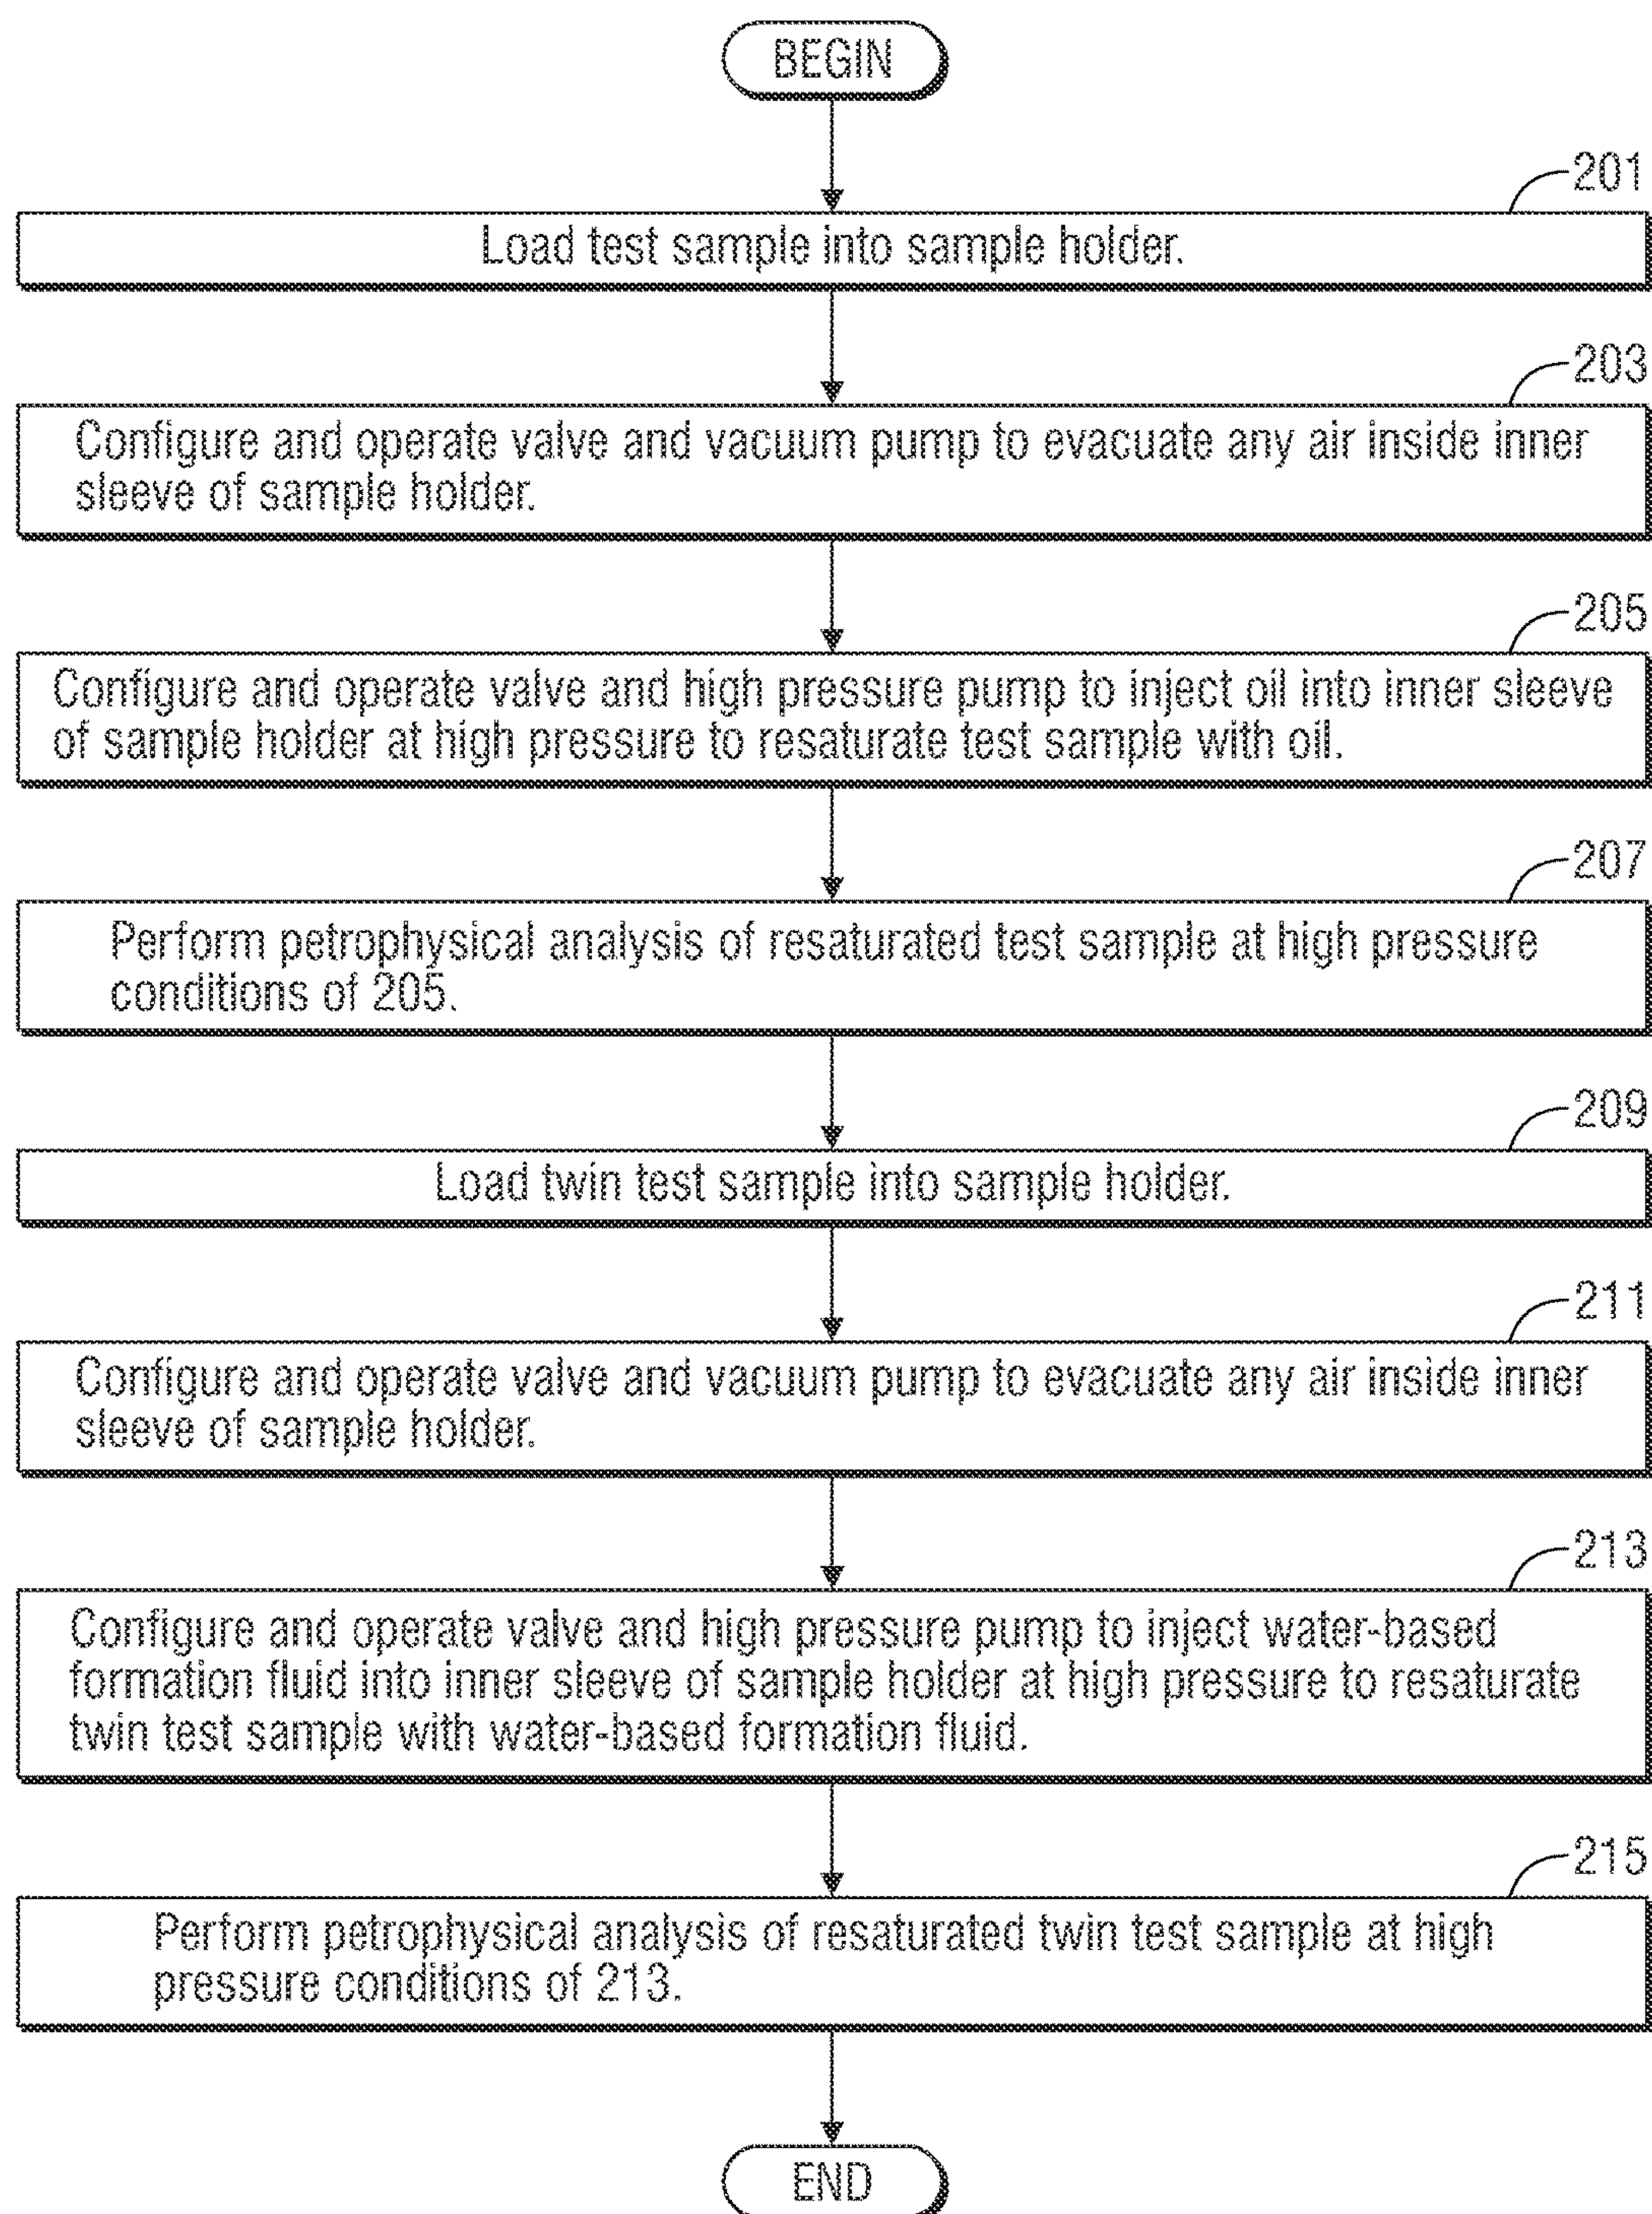 BEGIN
201
Load test sample into sample holder.
203
Configure and operate valve and vacuum pump to evacuate any air inside inner
sleeve of sample holder.
205
Configure and operate valve and high pressure pump to inject oil into inner sleeve
of sample holder at high pressure to resaturate test sample with oil.
207
Perform petrophysical analysis of resaturated test sample at high pressure
conditions of 205.
209
Load twin test sample into sample holder.
211
Configure and operate valve and vacuum pump to evacuate any air inside inner
sleeve of sample holder.
213
Configure and operate valve and high pressure pump to inject water-based
formation fluid into inner sleeve of sample holder at high pressure to resaturate
twin test sample with water-based formation fluid.
215
Perform petrophysical analysis of resaturated twin test sample at high
pressure conditions of 213.
END